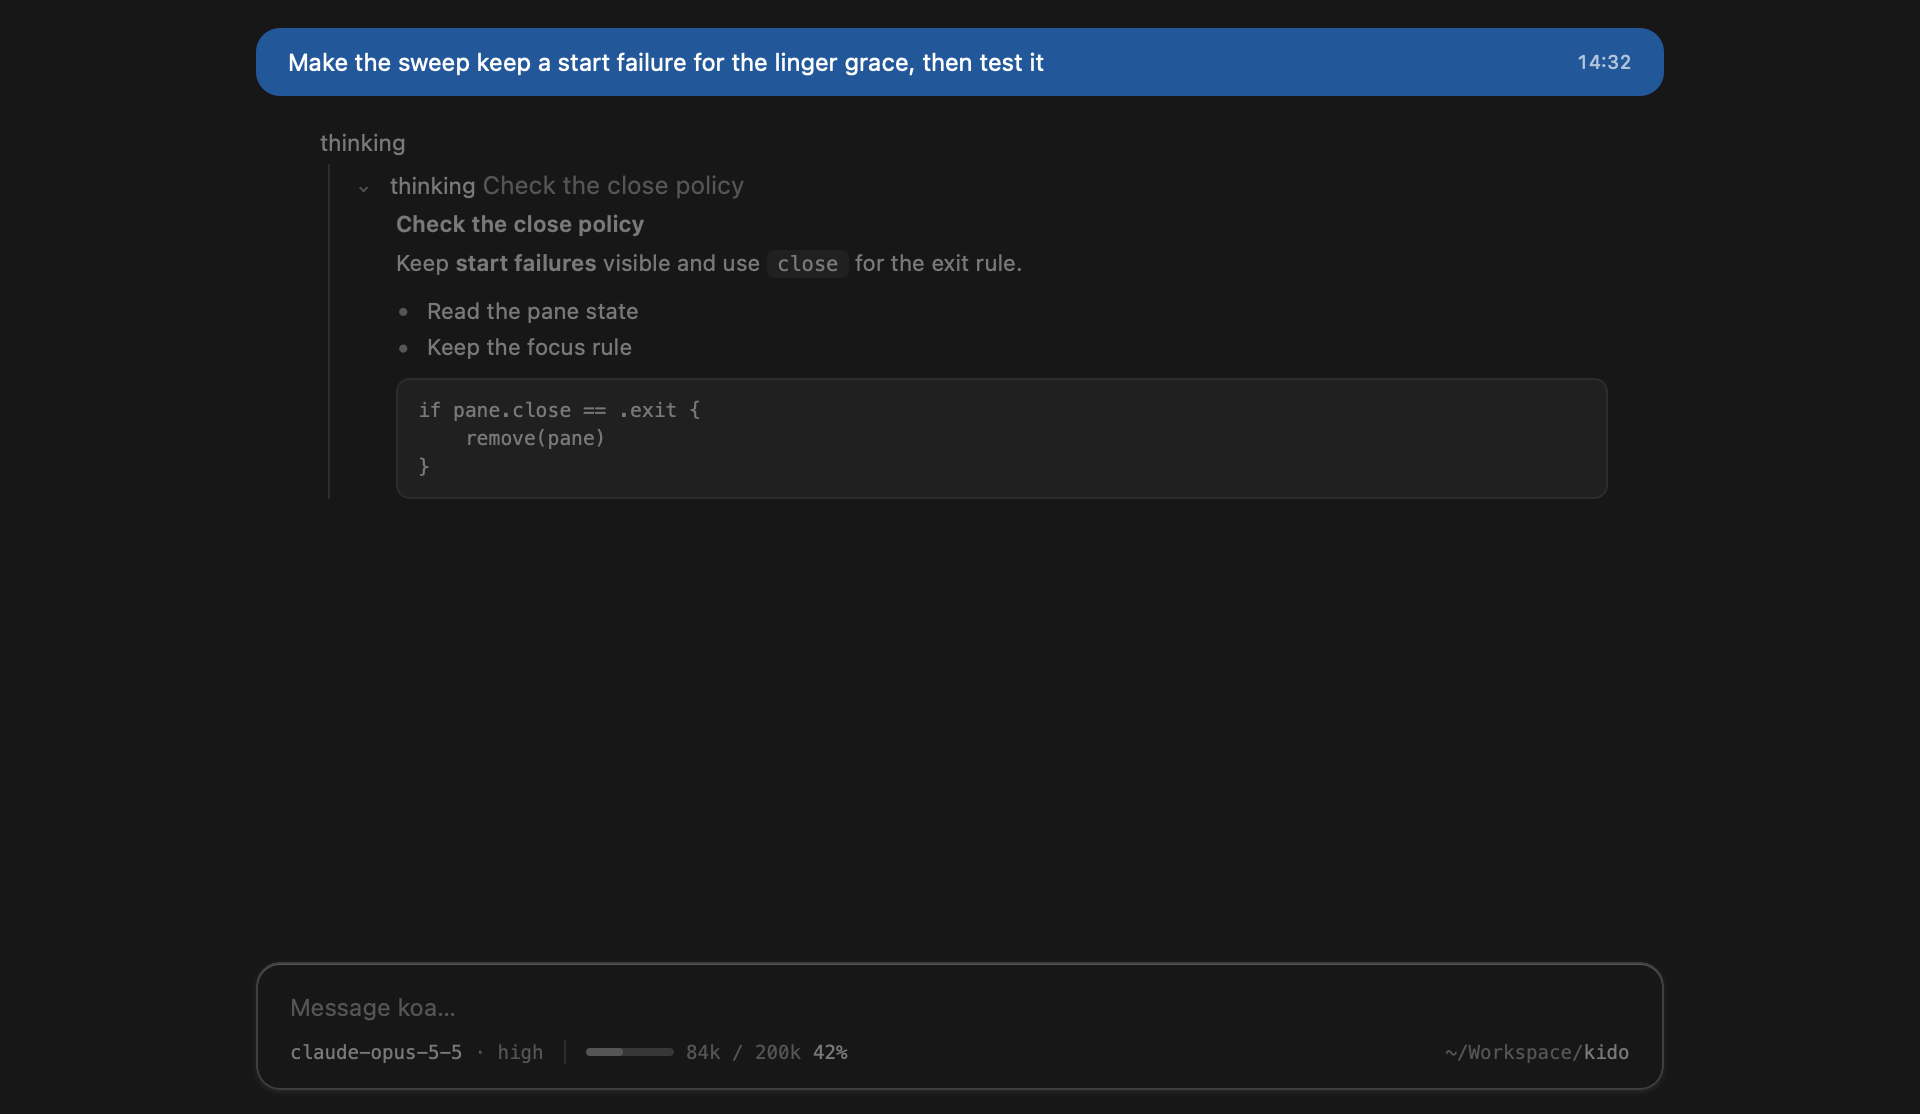 Make the sweep keep a start failure for the linger grace, then test it 14:32
thinking
thinking Check the close policy
Check the close policy
Keep start failures visible and use close for the exit rule.
• Read the pane state
• Keep the focus rule
if pane.close == .exit {
    remove(pane)
}
Message koa...
claude-opus-5-5 · high 84k / 200k 42% ~/Workspace/kido